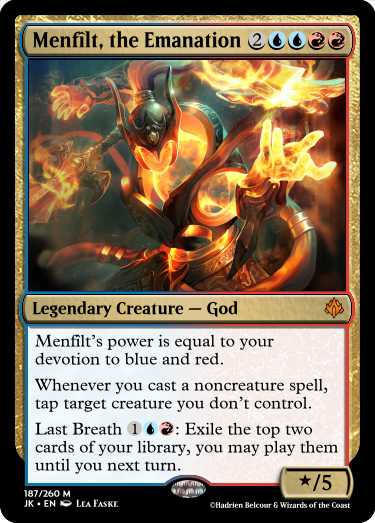 Menfilt, the Emanation 2
Legendary Creature — God
Menfilt's power is equal to your
devotion to blue and red.
Whenever you cast a noncreature spell,
tap target creature you don't control.
Last Breath 1: Exile the top two
cards of your library, you may play them
until you next turn.
★/5
187/260 M
JK • EN Lea Faske
©Hadrien Belcour & Wizards of the Coast